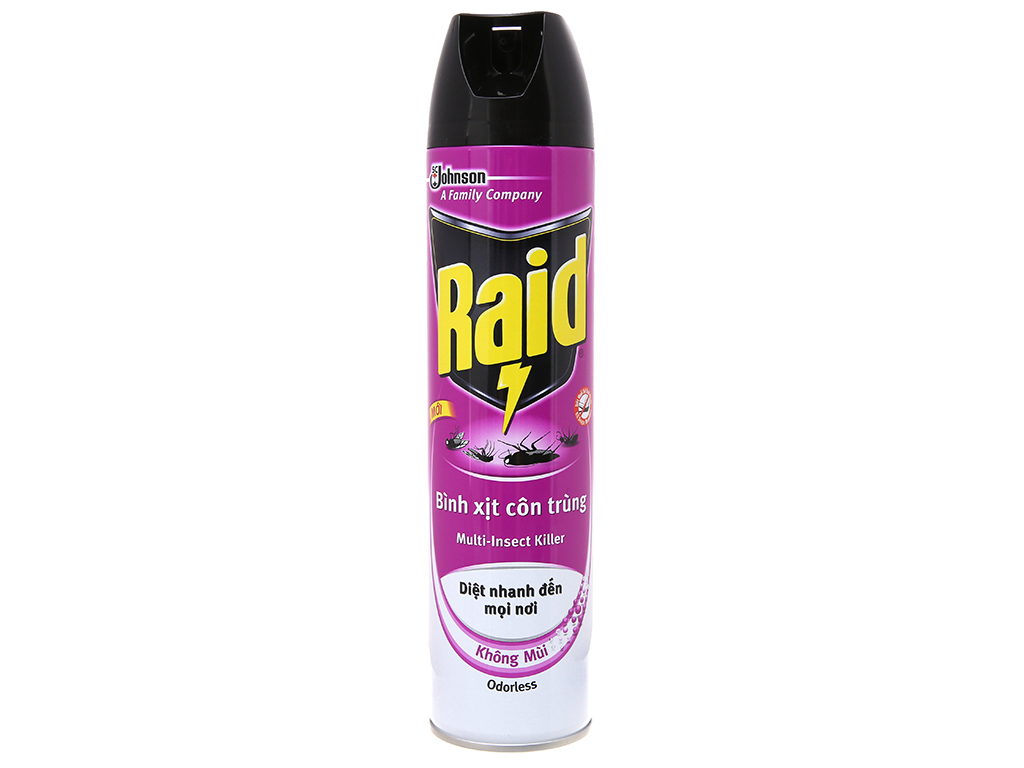 SC Johnson
A Family Company
Raid
MỚI
Bình xịt côn trùng
Multi-Insect Killer
Diệt nhanh đến
mọi nơi
Không Mùi
Odorless